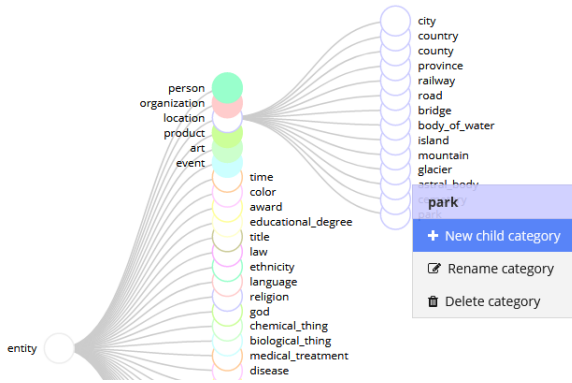 city
country
county
province
railway
road
bridge
body_of_water
island
mountain
glacier
astral_body
park
New child category
Rename category
Delete category
person
organization
location
product
art
event
time
color
award
educational_degree
title
law
ethnicity
language
religion
god
chemical_thing
biological_thing
medical_treatment
disease
entity